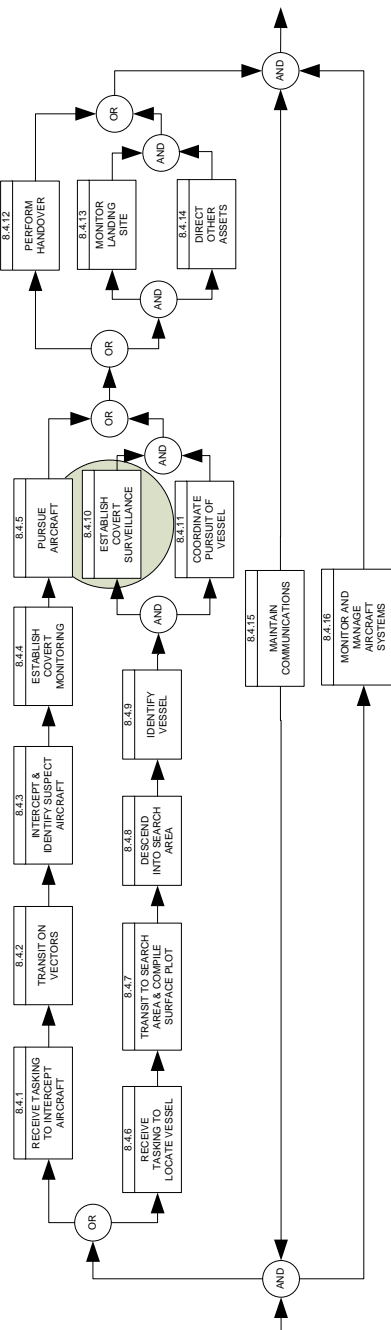 AND
OR
8.4.1
RECEIVE TASKING
TO INTERCEPT
AIRCRAFT
8.4.2
TRANSIT ON
VECTORS
8.4.3
INTERCEPT &
IDENTIFY SUSPECT
AIRCRAFT
8.4.4
ESTABLISH
COVERT
MONITORING
8.4.5
PURSUE
AIRCRAFT
8.4.6
RECEIVE
TASKING TO
LOCATE VESSEL
8.4.7
TRANSIT TO SEARCH
AREA & COMPILE
SURFACE PLOT
8.4.8
DESCEND
INTO SEARCH
AREA
8.4.9
IDENTIFY
VESSEL
AND
8.4.10
ESTABLISH
COVERT
SURVEILLANCE
8.4.11
COORDINATE
PURSUIT OF
VESSEL
AND
OR
OR
8.4.12
PERFORM
HANDOVER
AND
8.4.13
MONITOR
LANDING
SITE
8.4.14
DIRECT
OTHER
ASSETS
AND
OR
8.4.15
MAINTAIN
COMMUNICATIONS
8.4.16
MONITOR AND
MANAGE
AIRCRAFT
SYSTEMS
AND